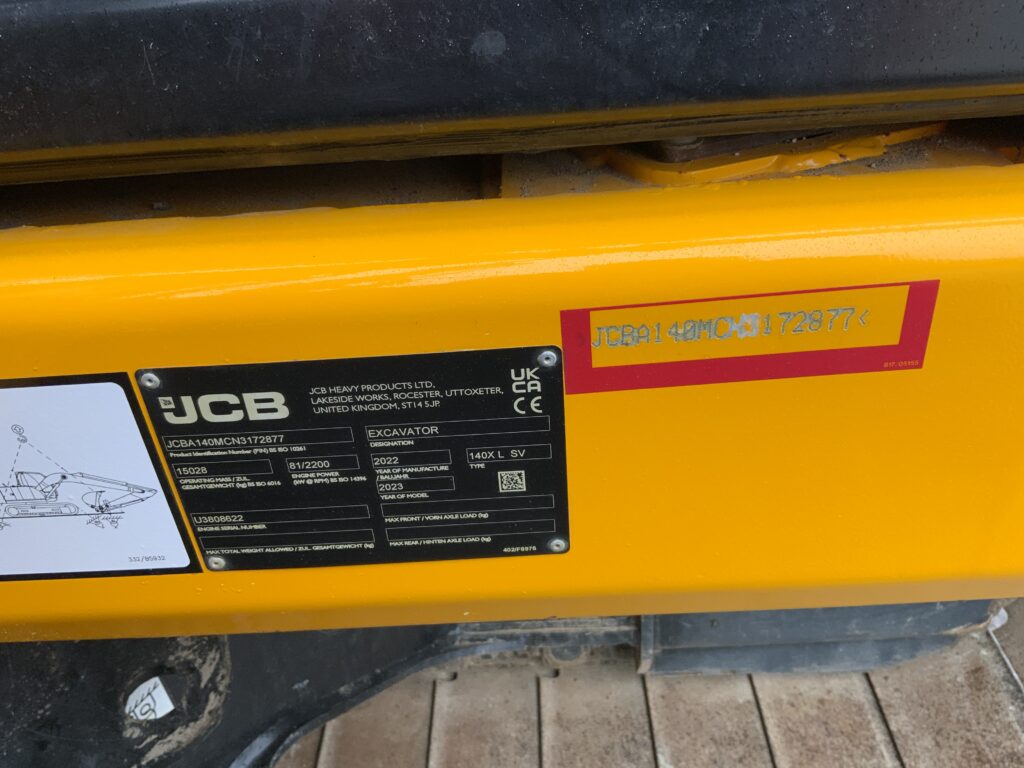 JCBA140MCN3172877<
817/05155
JCB
JCB HEAVY PRODUCTS LTD,
LAKESIDE WORKS, ROCESTER, UTTOXETER,
UNITED KINGDOM, ST14 5JP.
UK
CA
CE
JCBA140MCN3172877
Product Identification Number (PIN) BS ISO 10261
EXCAVATOR
DESIGNATION
15028
OPERATING MASS / ZUL.
GESAMTGEWICHT (kg) BS ISO 6016
81/2200
ENGINE POWER
(kW @ RPM) BS ISO 14396
2022
YEAR OF MANUFACTURE
/ BAUJAHR
140X L SV
TYPE
2023
YEAR OF MODEL
U3808622
ENGINE SERIAL NUMBER
MAX FRONT / VORN AXLE LOAD (kg)
MAX TOTAL WEIGHT ALLOWED / ZUL. GESAMTGEWICHT (kg)
MAX REAR / HINTEN AXLE LOAD (kg)
402/F9975
332/85932